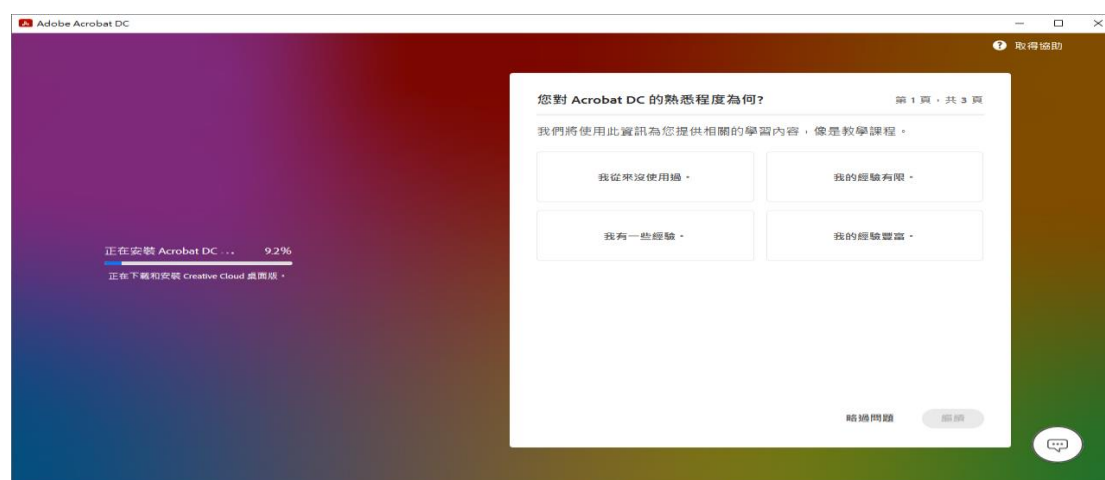 Adobe Acrobat DC
取得協助
您對 Acrobat DC 的熟悉程度為何?
第 1 頁，共 3 頁
我們將使用此資訊為您提供相關的學習內容，像是教學課程。
我從來沒使用過。
我的經驗有限。
我有一些經驗。
我的經驗豐富。
正在安裝 Acrobat DC ... 9.2%
正在下載和安裝 Creative Cloud 桌面版。
略過問題
繼續